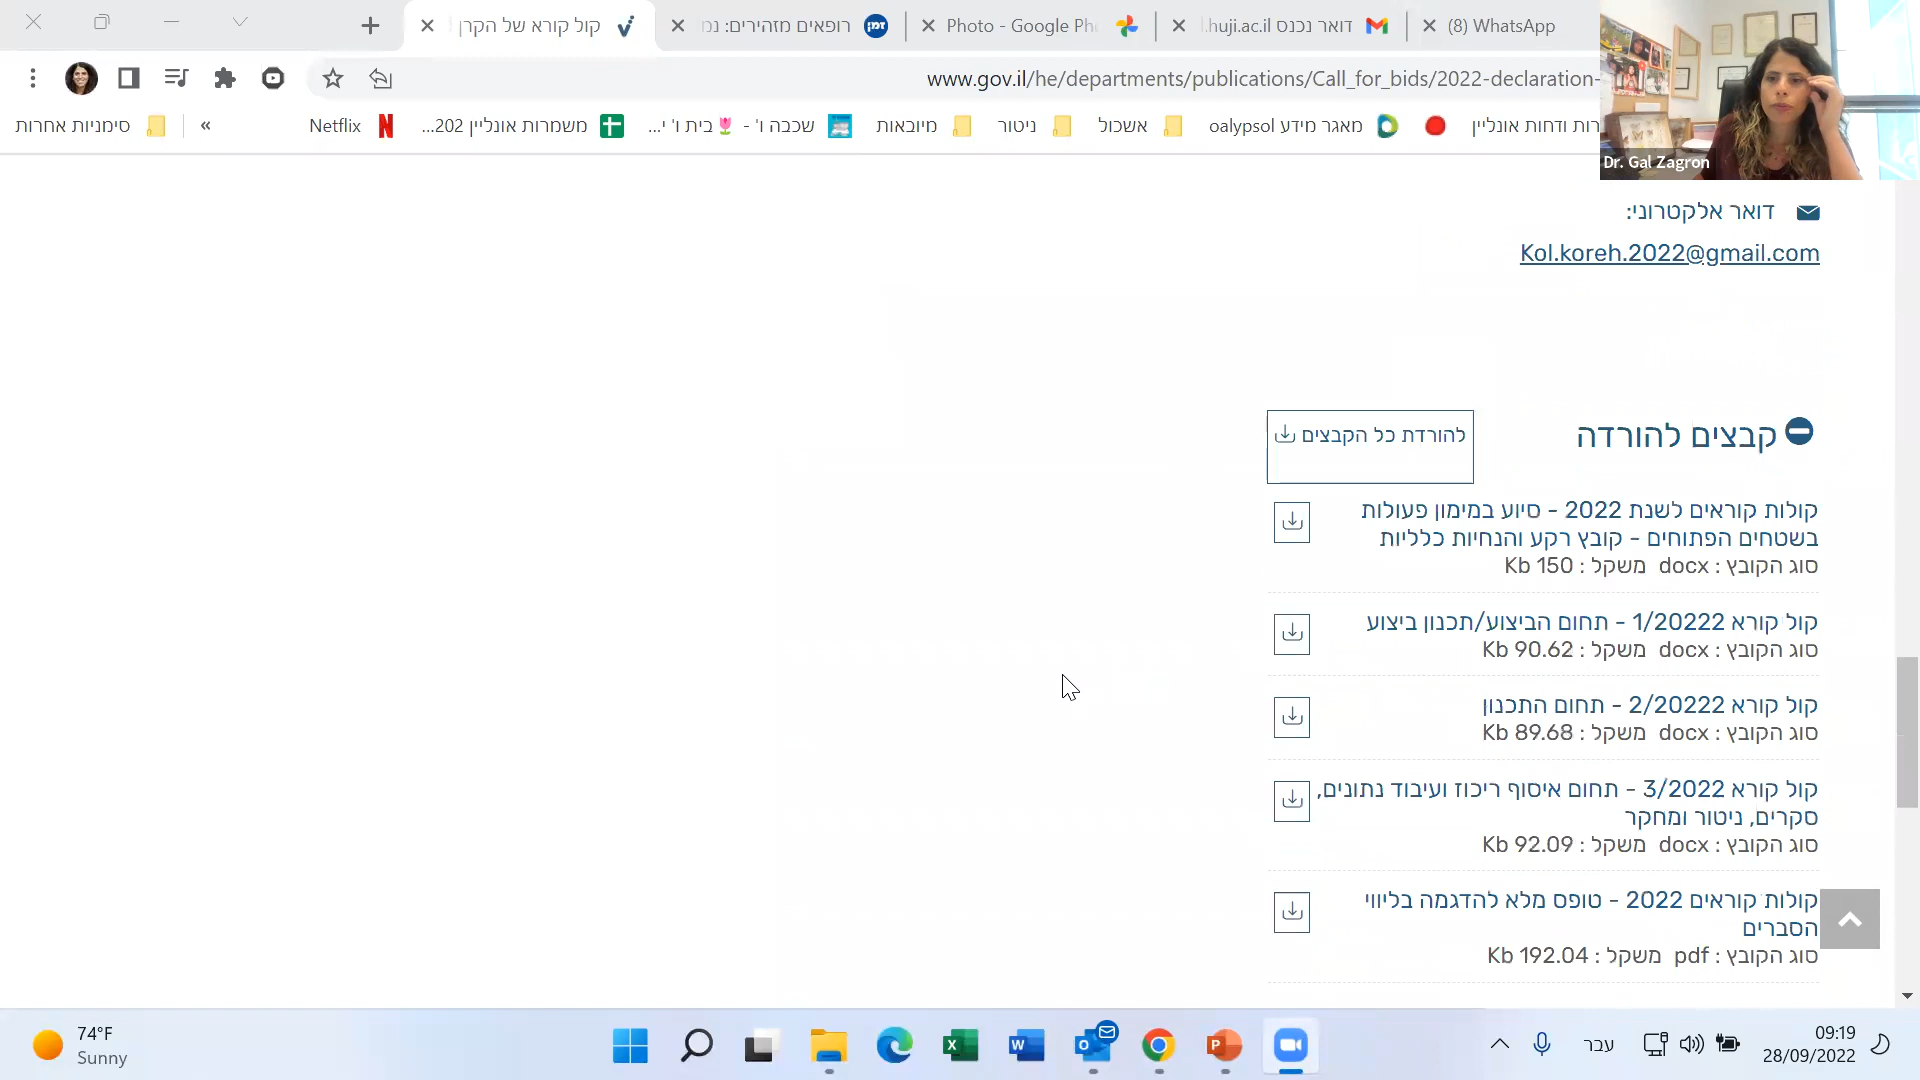 קול קורא של הקרן
רופאים מזהירים: נמ
Photo - Google Ph
דואר נכנס huji.ac.il
(8) WhatsApp
www.gov.il/he/departments/publications/Call_for_bids/2022-declaration-
רות ודחות אונליין
מאגר מידע oalypsol
אשכול
ניטור
מיובאות
שכבה ו' - בית ו' י...
משמרות אונליין 202...
Netflix
«
סימניות אחרות
Dr. Gal Zagron
דואר אלקטרוני:
Kol.koreh.2022@gmail.com
קבצים להורדה
להורדת כל הקבצים
קולות קוראים לשנת 2022 - סיוע במימון פעולות
בשטחים הפתוחים - קובץ רקע והנחיות כלליות
סוג הקובץ : docx משקל : 150 Kb
קול קורא 1/20222 - תחום הביצוע/תכנון ביצוע
סוג הקובץ : docx משקל : 90.62 Kb
קול קורא 2/20222 - תחום התכנון
סוג הקובץ : docx משקל : 89.68 Kb
קול קורא 3/2022 - תחום איסוף ריכוז ועיבוד נתונים,
סקרים, ניטור ומחקר
סוג הקובץ : docx משקל : 92.09 Kb
קולות קוראים 2022 - טופס מלא להדגמה בליווי
הסברים
סוג הקובץ : pdf משקל : 192.04 Kb
74°F
Sunny
עבר
09:19
28/09/2022